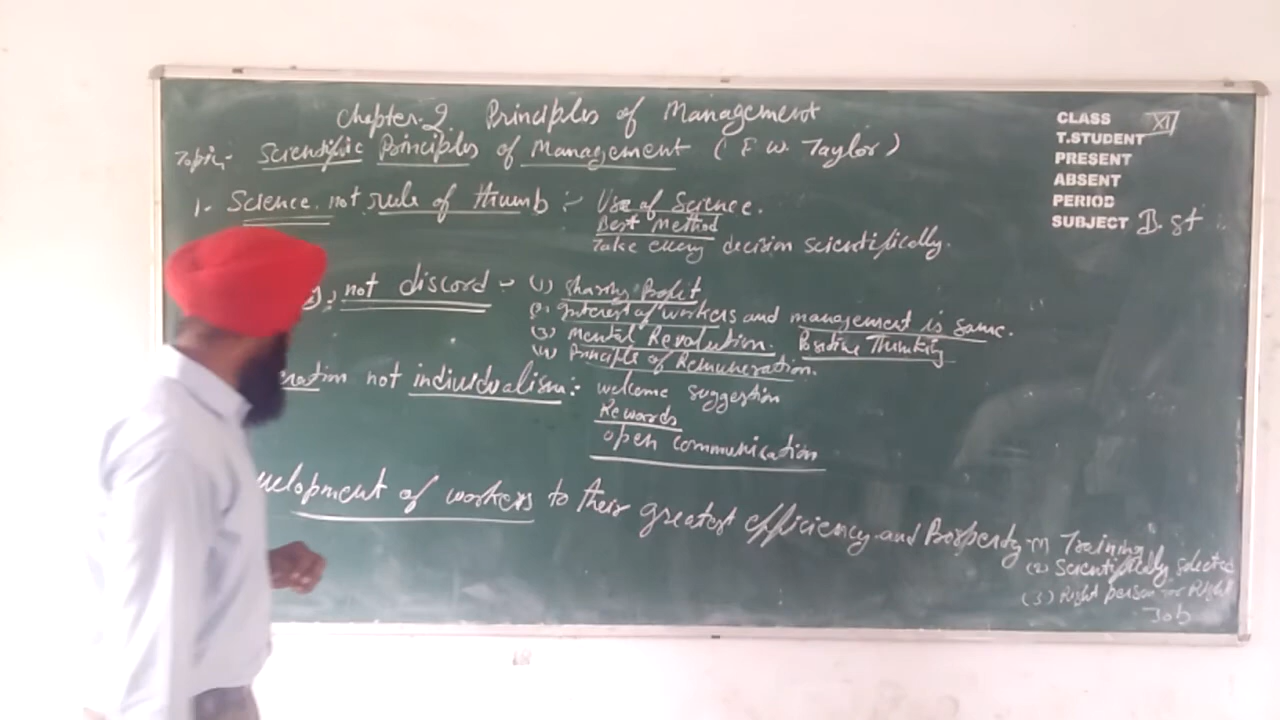 Chapter-2 Principles of Management
Topic:- Scientific Principles of Management ( F. W. Taylor )
1- Science, not rule of thumb :- Use of Science.
Best Method
Take every decision scientifically.
not discord :- (1) Sharing Profit
(2) Interest of workers and management is same.
(3) Mental Revolution. Positive Thinking
(4) Principle of Remuneration.
eration not individualism :- welcome suggestion
Rewards
open communication
velopment of workers to their greatest efficiency and Prosperty :- (1) Training
(2) Scientifically selected
(3) Right person for Right
Job
CLASS XI
T.STUDENT
PRESENT
ABSENT
PERIOD
SUBJECT B.st